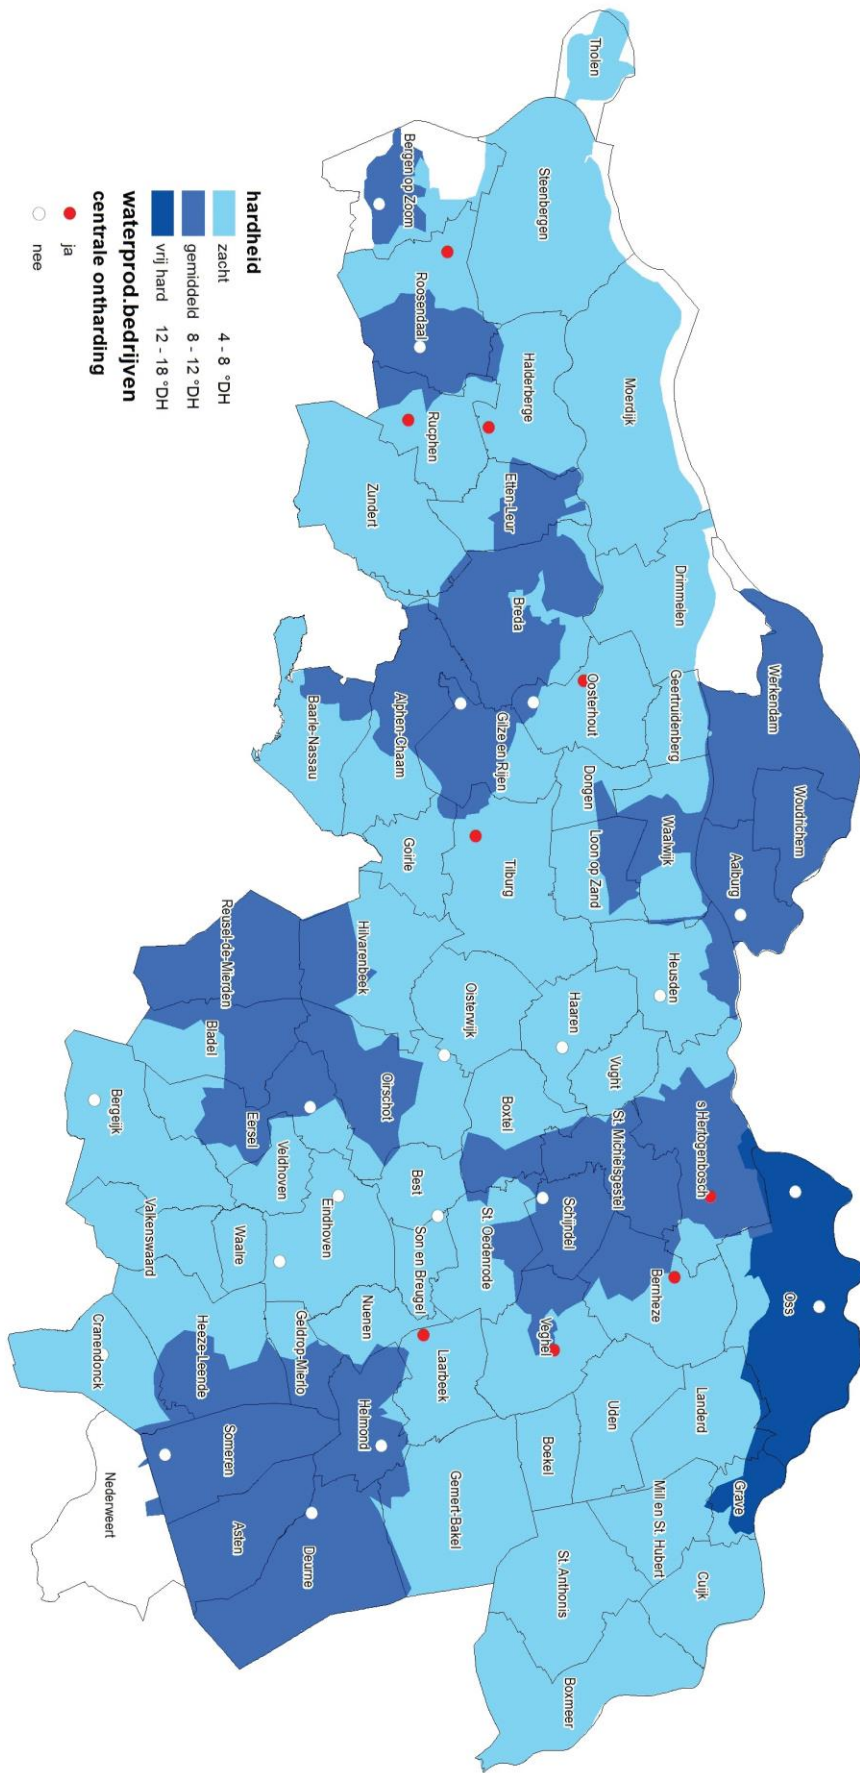 Tholen
Steenbergen
Bergen op Zoom
Roosendaal
Moerdijk
Halderberge
Rucphen
Etten-Leur
Zundert
Breda
Drimmelen
Werkendam
Geertruidenberg
Oosterhout
Woudrichem
Aalburg
Waalwijk
Dongen
Loon op Zand
Gilze en Rijen
Alphen-Chaam
Baarle-Nassau
Tilburg
Goirle
Heusden
Haaren
Oisterwijk
Hilvarenbeek
Reusel-de-Mierden
Vught
Boxtel
Oirschot
Bladel
Eersel
Bergeijk
s Hertogenbosch
St. Michielsgestel
Schijndel
St. Oedenrode
Best
Son en Breugel
Veldhoven
Eindhoven
Waalre
Valkenswaard
Oss
Bernheze
Veghel
Nuenen
Geldrop-Mierlo
Heeze-Leende
Cranendonck
Laarbeek
Helmond
Someren
Landerd
Uden
Boekel
Gemert-Bakel
Asten
Deurne
Nederweert
Grave
Mill en St. Hubert
Cuijk
St. Anthonis
Boxmeer
hardheid
zacht 4 - 8 °DH
gemiddeld 8 - 12 °DH
vrij hard 12 - 18 °DH
waterprod.bedrijven
centrale ontharding
ja
nee